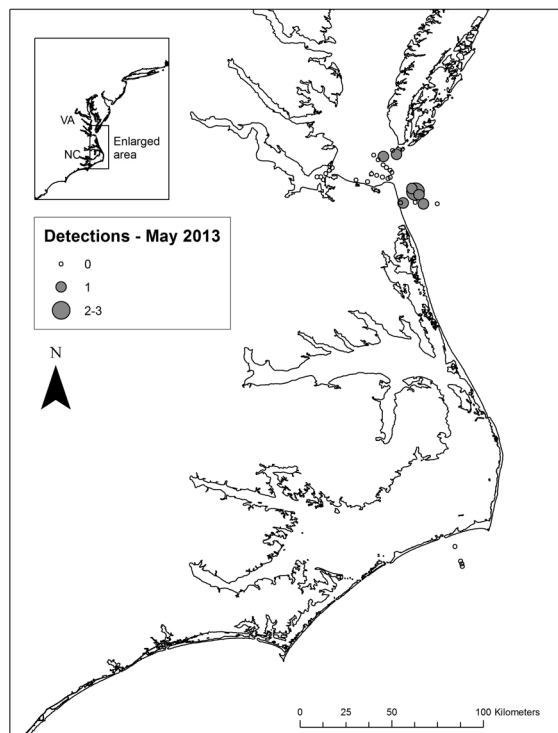 VA
NC
Enlarged
area
Detections - May 2013
0
1
2-3
N
0 25 50 100 Kilometers